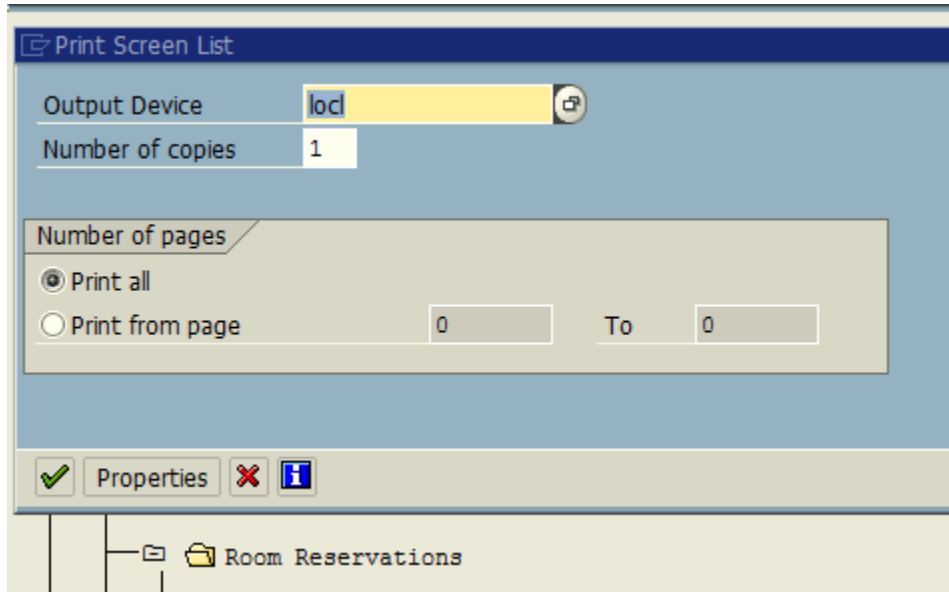 Print Screen List
Output Device locl
Number of copies 1
Number of pages
Print all
Print from page 0 To 0
Properties
Room Reservations